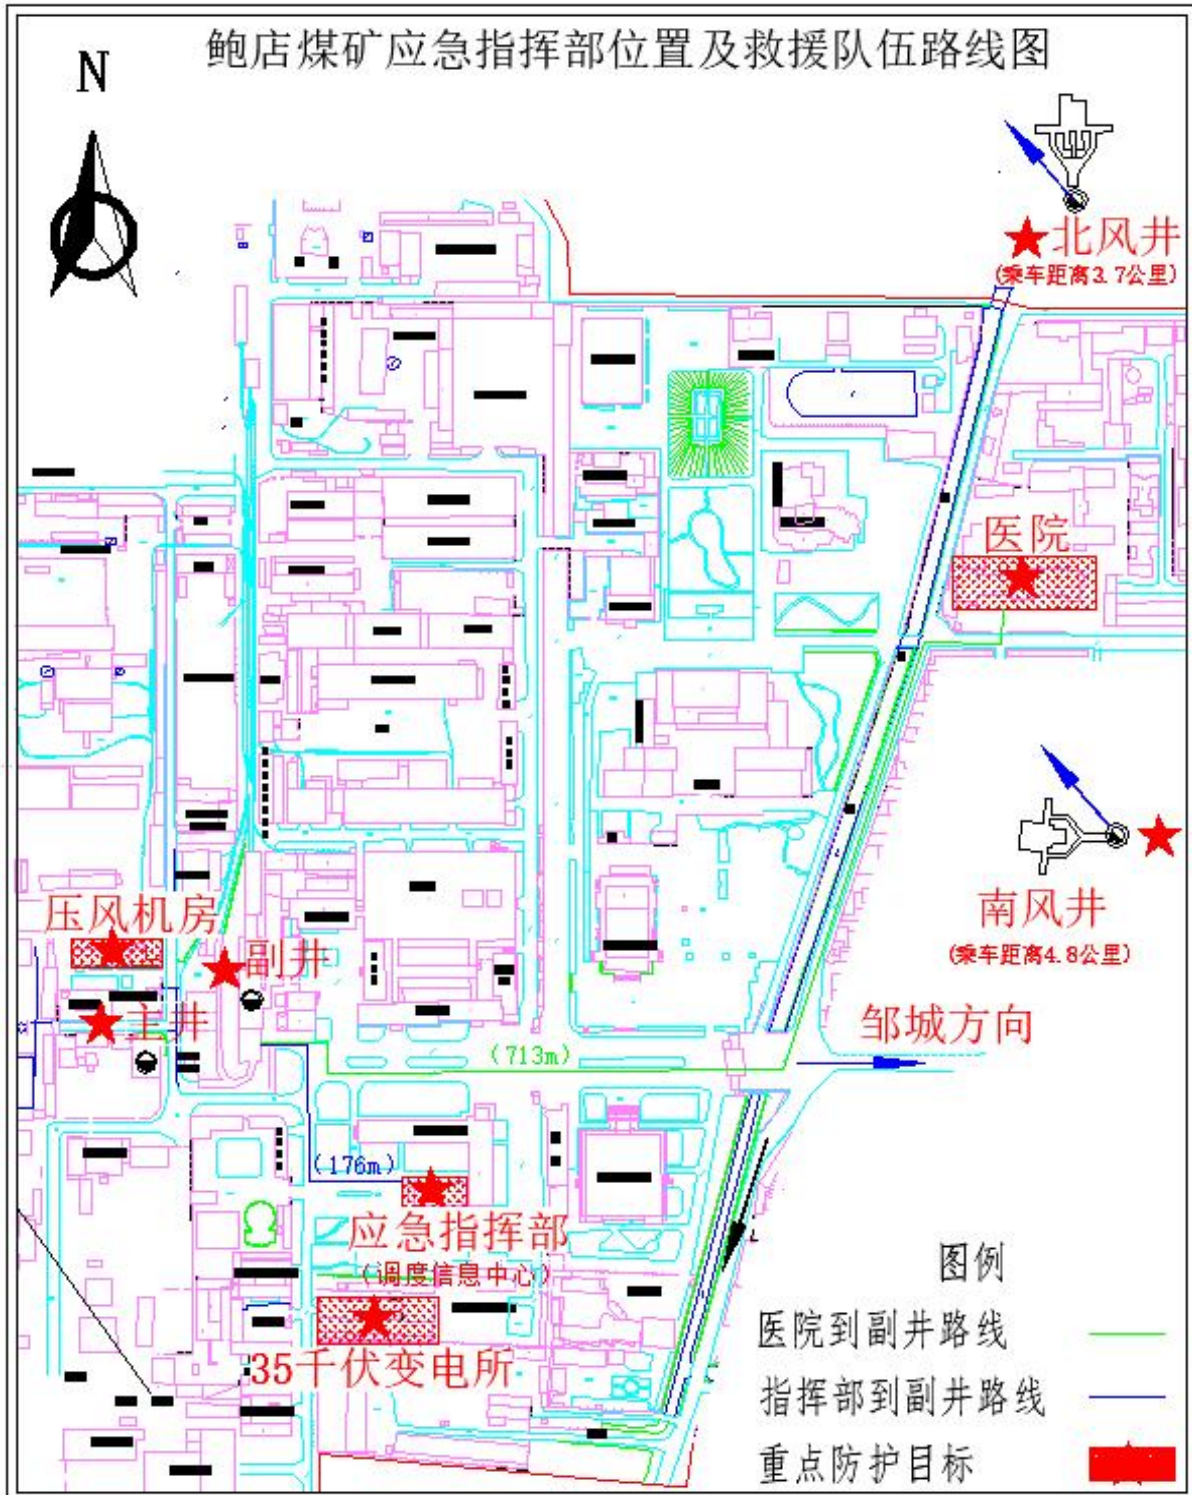 鲍店煤矿应急指挥部位置及救援队伍路线图
N
北风井
(乘车距离3.7公里)
医院
南风井
(乘车距离4.8公里)
压风机房
副井
主井
邹城方向
(713m)
(176m)
应急指挥部
(调度信息中心)
35千伏变电所
图例
医院到副井路线
指挥部到副井路线
重点防护目标